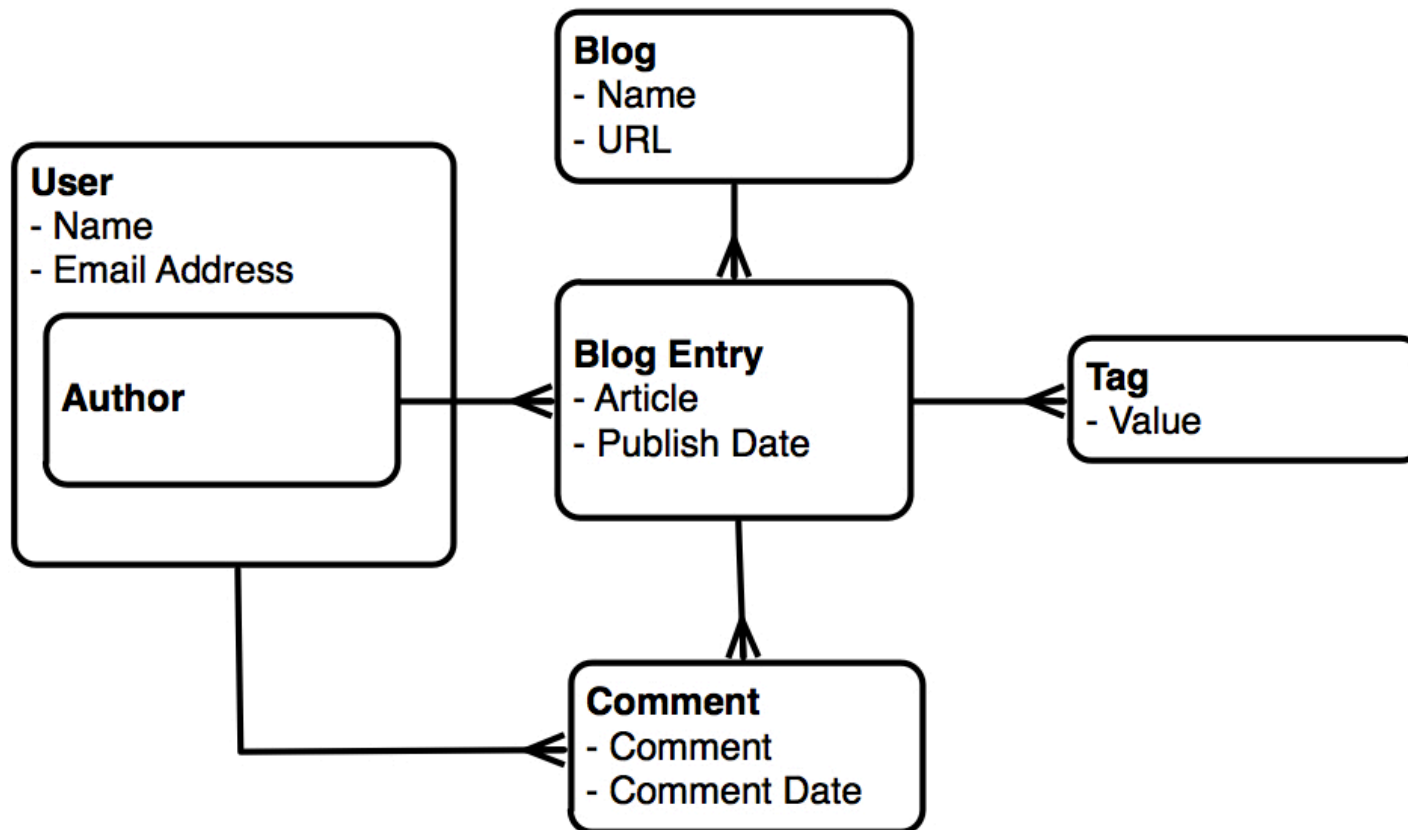 Blog
- Name
- URL
User
- Name
- Email Address
Author
Blog Entry
- Article
- Publish Date
Tag
- Value
Comment
- Comment
- Comment Date